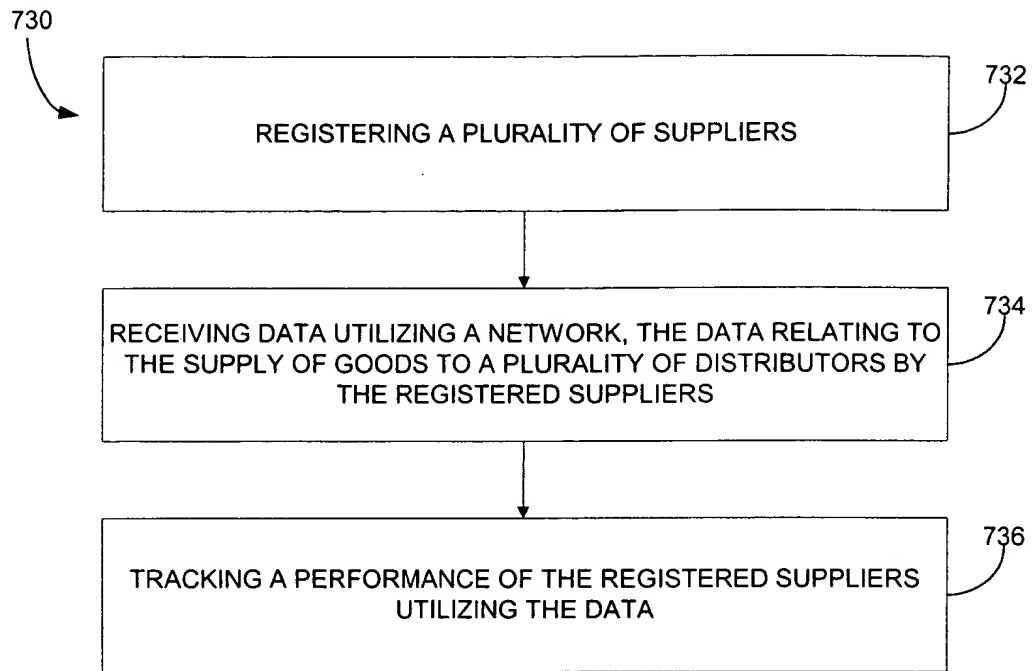 730
732
REGISTERING A PLURALITY OF SUPPLIERS
734
RECEIVING DATA UTILIZING A NETWORK, THE DATA RELATING TO
THE SUPPLY OF GOODS TO A PLURALITY OF DISTRIBUTORS BY
THE REGISTERED SUPPLIERS
736
TRACKING A PERFORMANCE OF THE REGISTERED SUPPLIERS
UTILIZING THE DATA